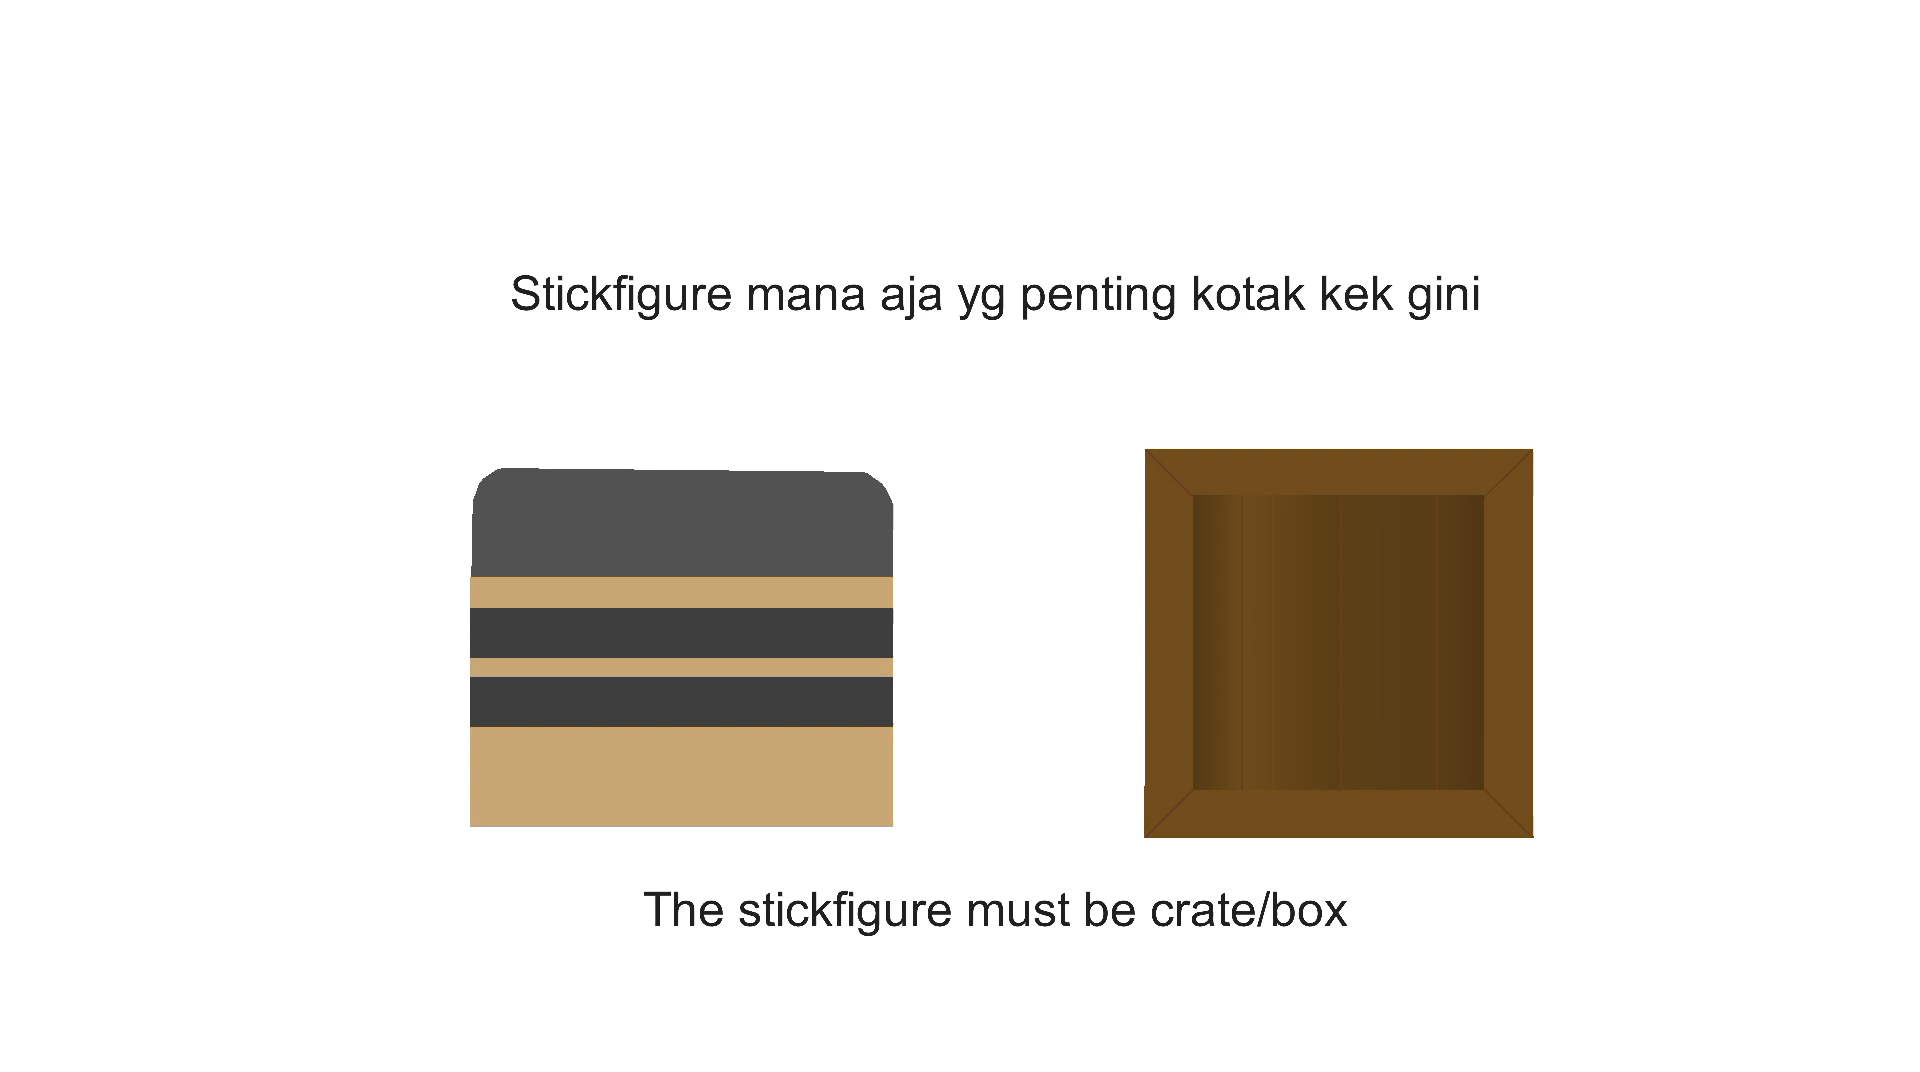 Stickfigure mana aja yg penting kotak kek gini
The stickfigure must be crate/box